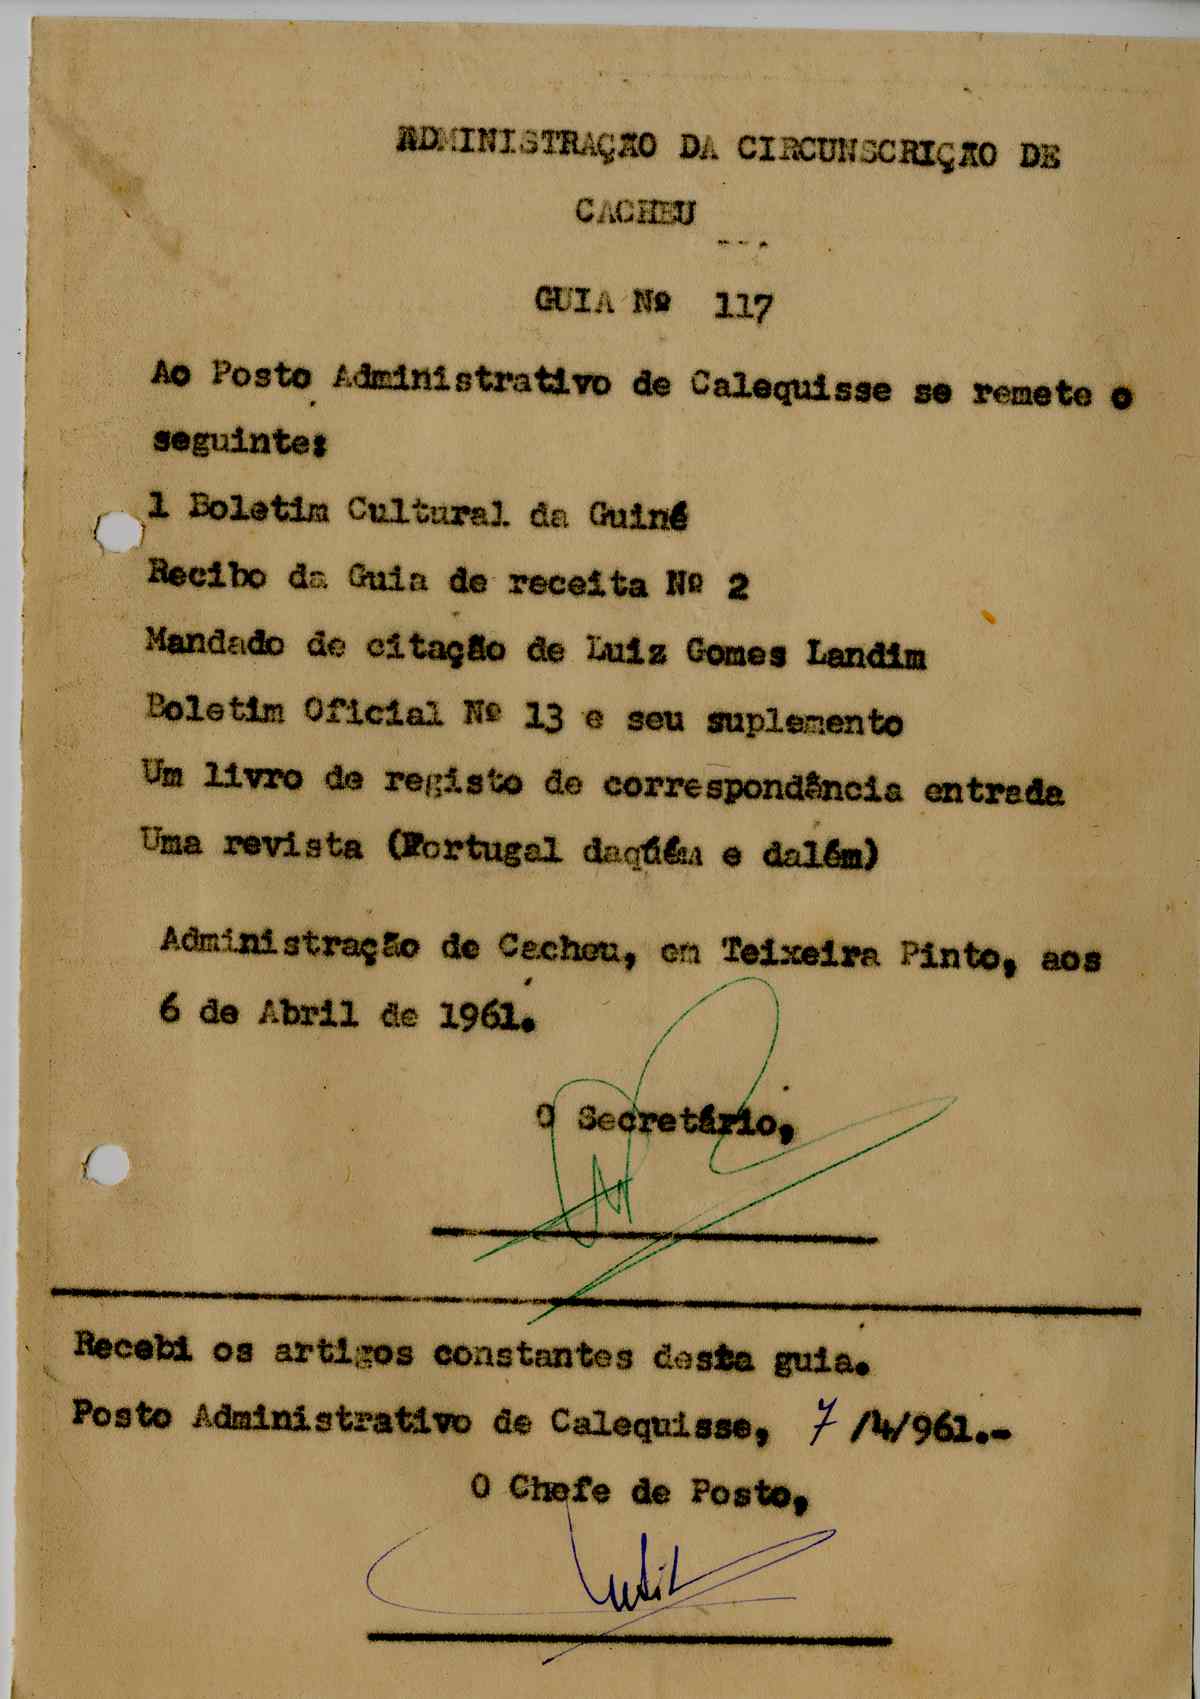 ADMINISTRAÇÃO DA CIRCUNSCRIÇÃO DE
CACHEU
---.
GUIA Nº 117
Ao Posto Administrativo de Calequisse se remete o
seguinte:
1 Boletim Cultural da Guiné
Recibo da Guia de receita Nº 2
Mandado de citação de Luiz Gomes Landim
Boletim Oficial Nº 13 e seu suplemento
Um livro de registo de correspondância entrada
Uma revista (Portugal daquém e dalém)
Administração de Cacheu, em Teixeira Pinto, aos
6 de Abril de 1961.
O Secretário,
Recebi os artigos constantes desta guia.
Posto Administrativo de Calequisse, 7/4/961.-
O Chefe de Posto,